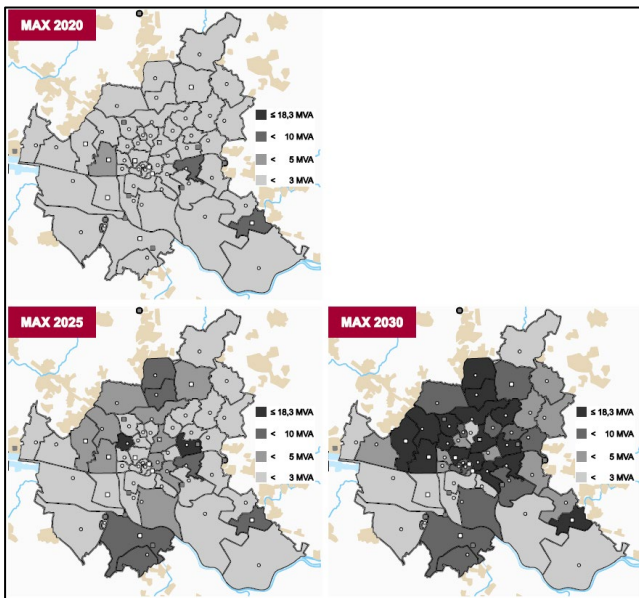 MAX 2020
≤ 18,3 MVA
< 10 MVA
< 5 MVA
< 3 MVA
MAX 2025
≤ 18,3 MVA
< 10 MVA
< 5 MVA
< 3 MVA
MAX 2030
≤ 18,3 MVA
< 10 MVA
< 5 MVA
< 3 MVA